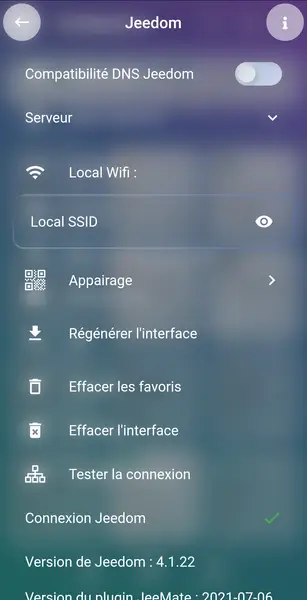 Jeedom
Compatibilité DNS Jeedom
Serveur
Local Wifi :
Local SSID
Appairage
Régénérer l'interface
Effacer les favoris
Effacer l'interface
Tester la connexion
Connexion Jeedom
Version de Jeedom : 4.1.22
Version du plugin JeeMate : 2021-07-06